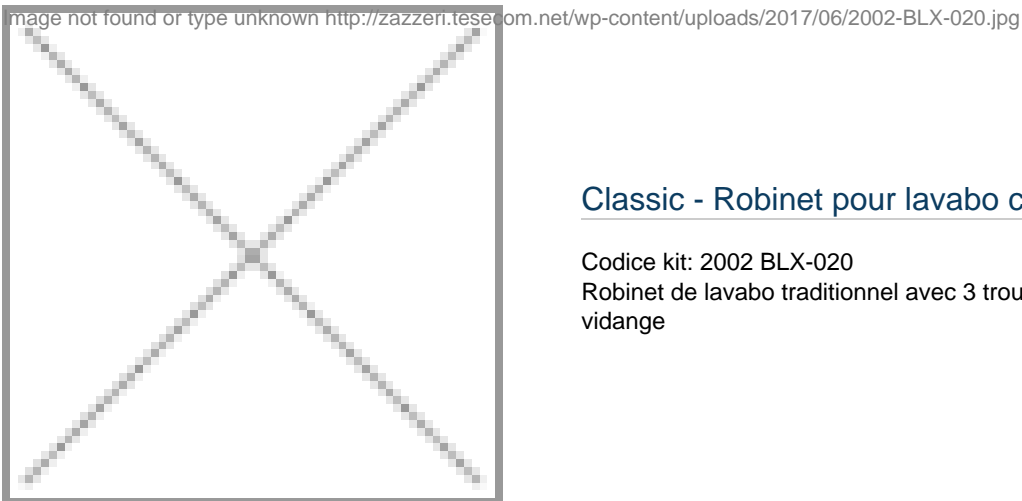 Image not found or type unknown http://zazzeri.tesecom.net/wp-content/uploads/2017/06/2002-BLX-020.jpg
Classic - Robinet pour lavabo
Codice kit: 2002 BLX-020
Robinet de lavabo traditionnel avec 3
vidange